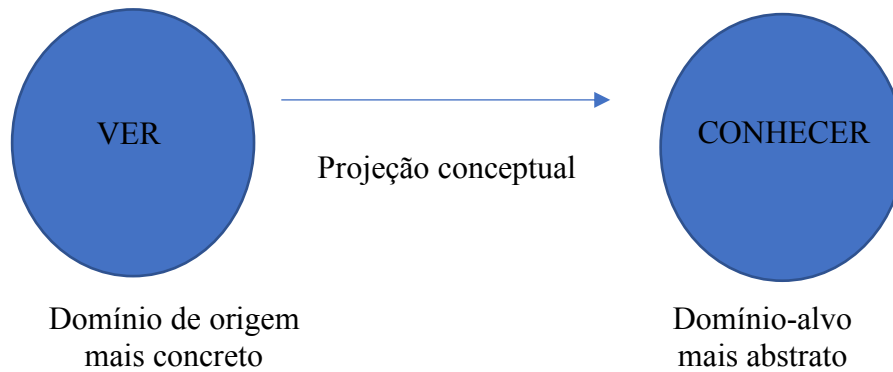 VER
CONHECER
Projeção conceptual
Domínio de origem
mais concreto
Domínio-alvo
mais abstrato